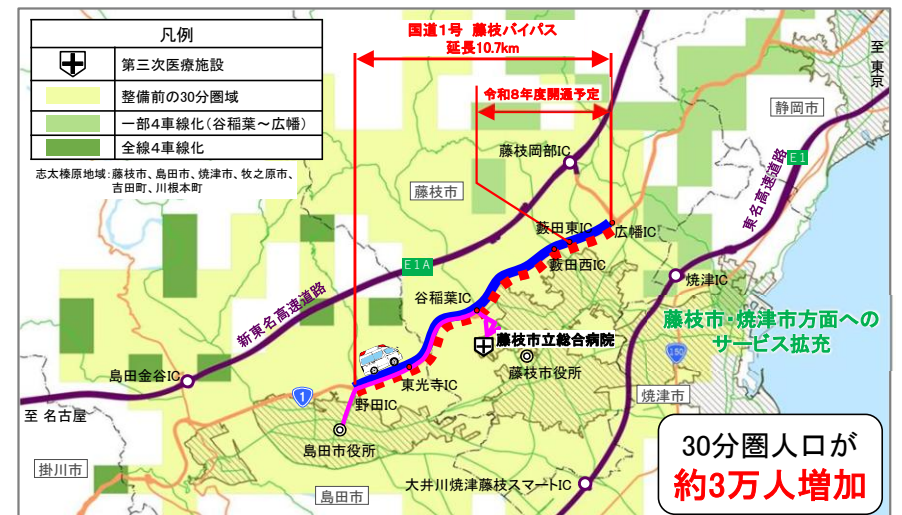 凡例
第三次医療施設
整備前の30分圏域
一部4車線化(谷稲葉～広幡)
全線4車線化
志太榛原地域:藤枝市、島田市、焼津市、牧之原市、
吉田町、川根本町
国道1号 藤枝バイパス
延長10.7km
令和8年度開通予定
至 東京
静岡市
E1
東名高速道路
藤枝岡部IC
藤枝市
藪田東IC
広幡IC
藪田西IC
E1A
新東名高速道路
谷稲葉IC
焼津IC
藤枝市・焼津市方面への
サービス拡充
藤枝市立総合病院
150
藤枝市役所
島田金谷IC
東光寺IC
1
野田IC
焼津市
至 名古屋
島田市役所
掛川市
島田市
大井川焼津藤枝スマートIC
30分圏人口が
約3万人増加